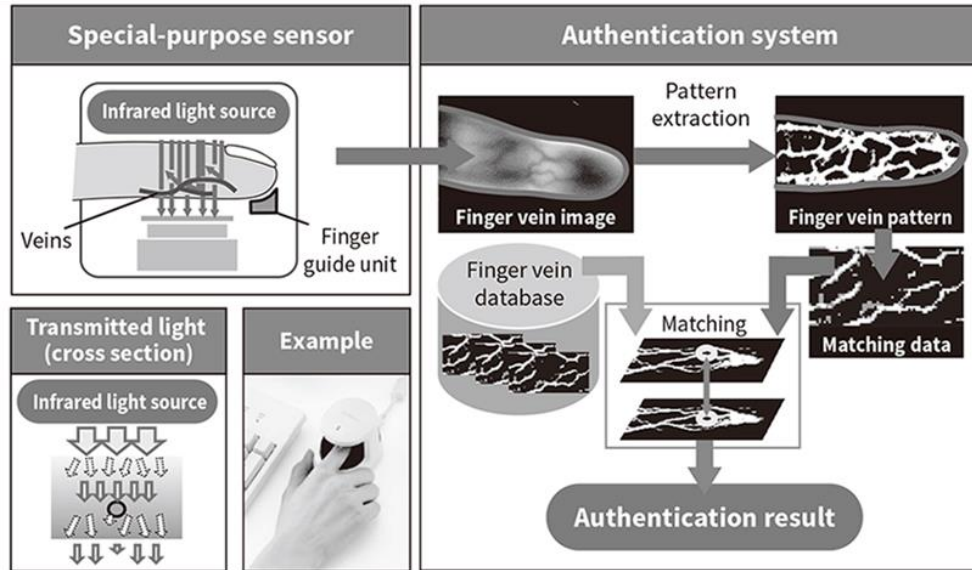 Special-purpose sensor
Infrared light source
Veins
Finger
guide unit
Transmitted light
(cross section)
Infrared light source
Example
Authentication system
Pattern
extraction
Finger vein image
Finger vein pattern
Finger vein
database
Matching
Matching data
Authentication result